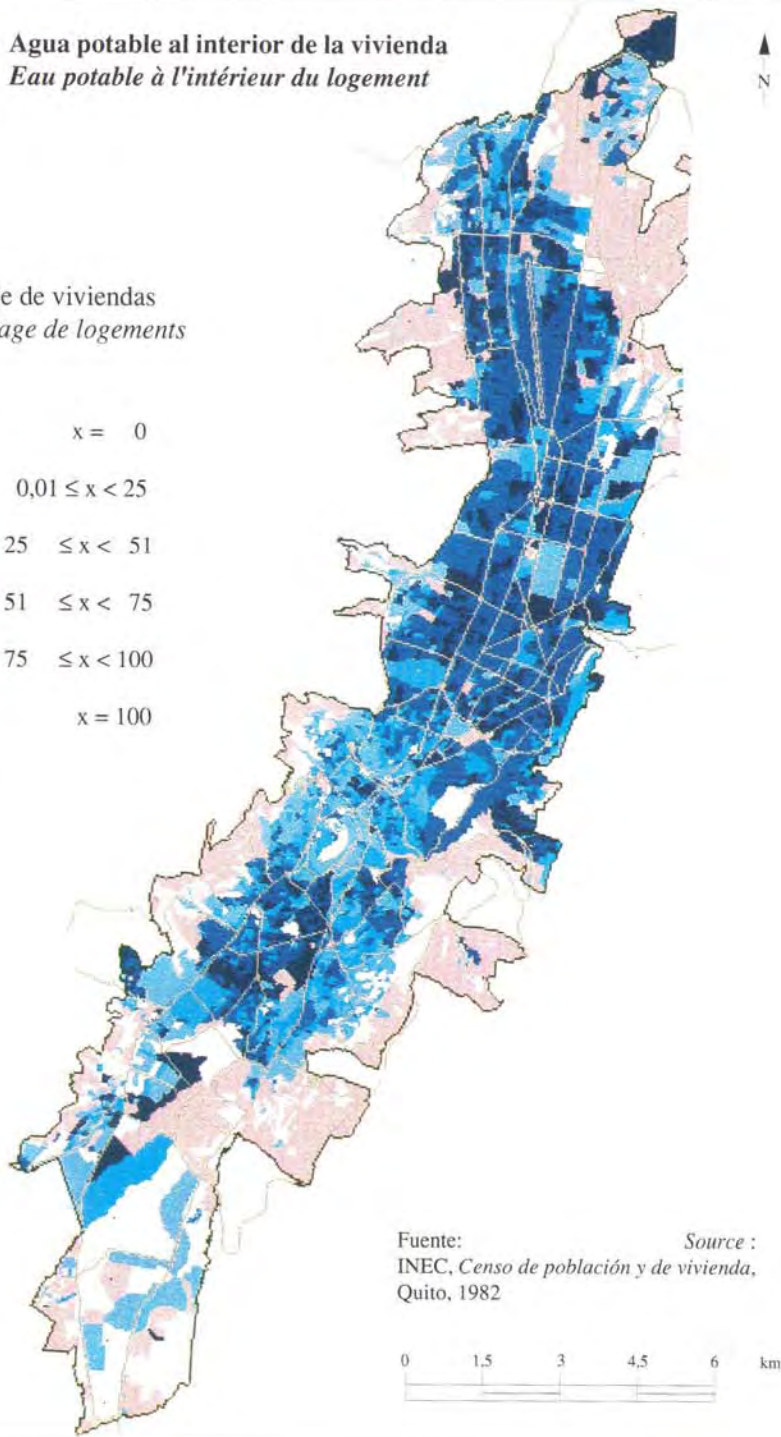 Agua potable al interior de la vivienda
Eau potable à l'intérieur du logement
N
e de viviendas
age de logements
x = 0
0,01 ≤ x < 25
25 ≤ x < 51
51 ≤ x < 75
75 ≤ x < 100
x = 100
Fuente: Source :
INEC, Censo de población y de vivienda,
Quito, 1982
0 1,5 3 4,5 6 km